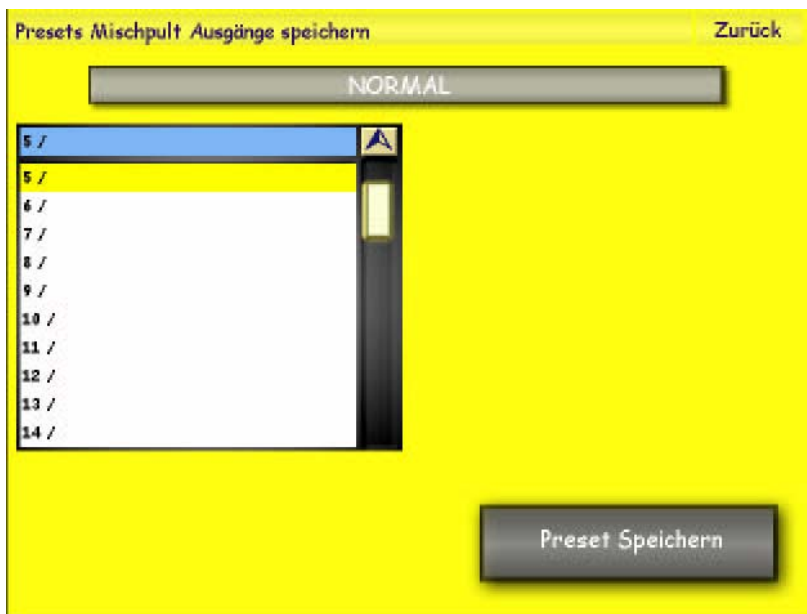 Presets Mischpult Ausgänge speichern
Zurück
NORMAL
5 /
5 /
6 /
7 /
8 /
9 /
10 /
11 /
12 /
13 /
14 /
Preset Speichern